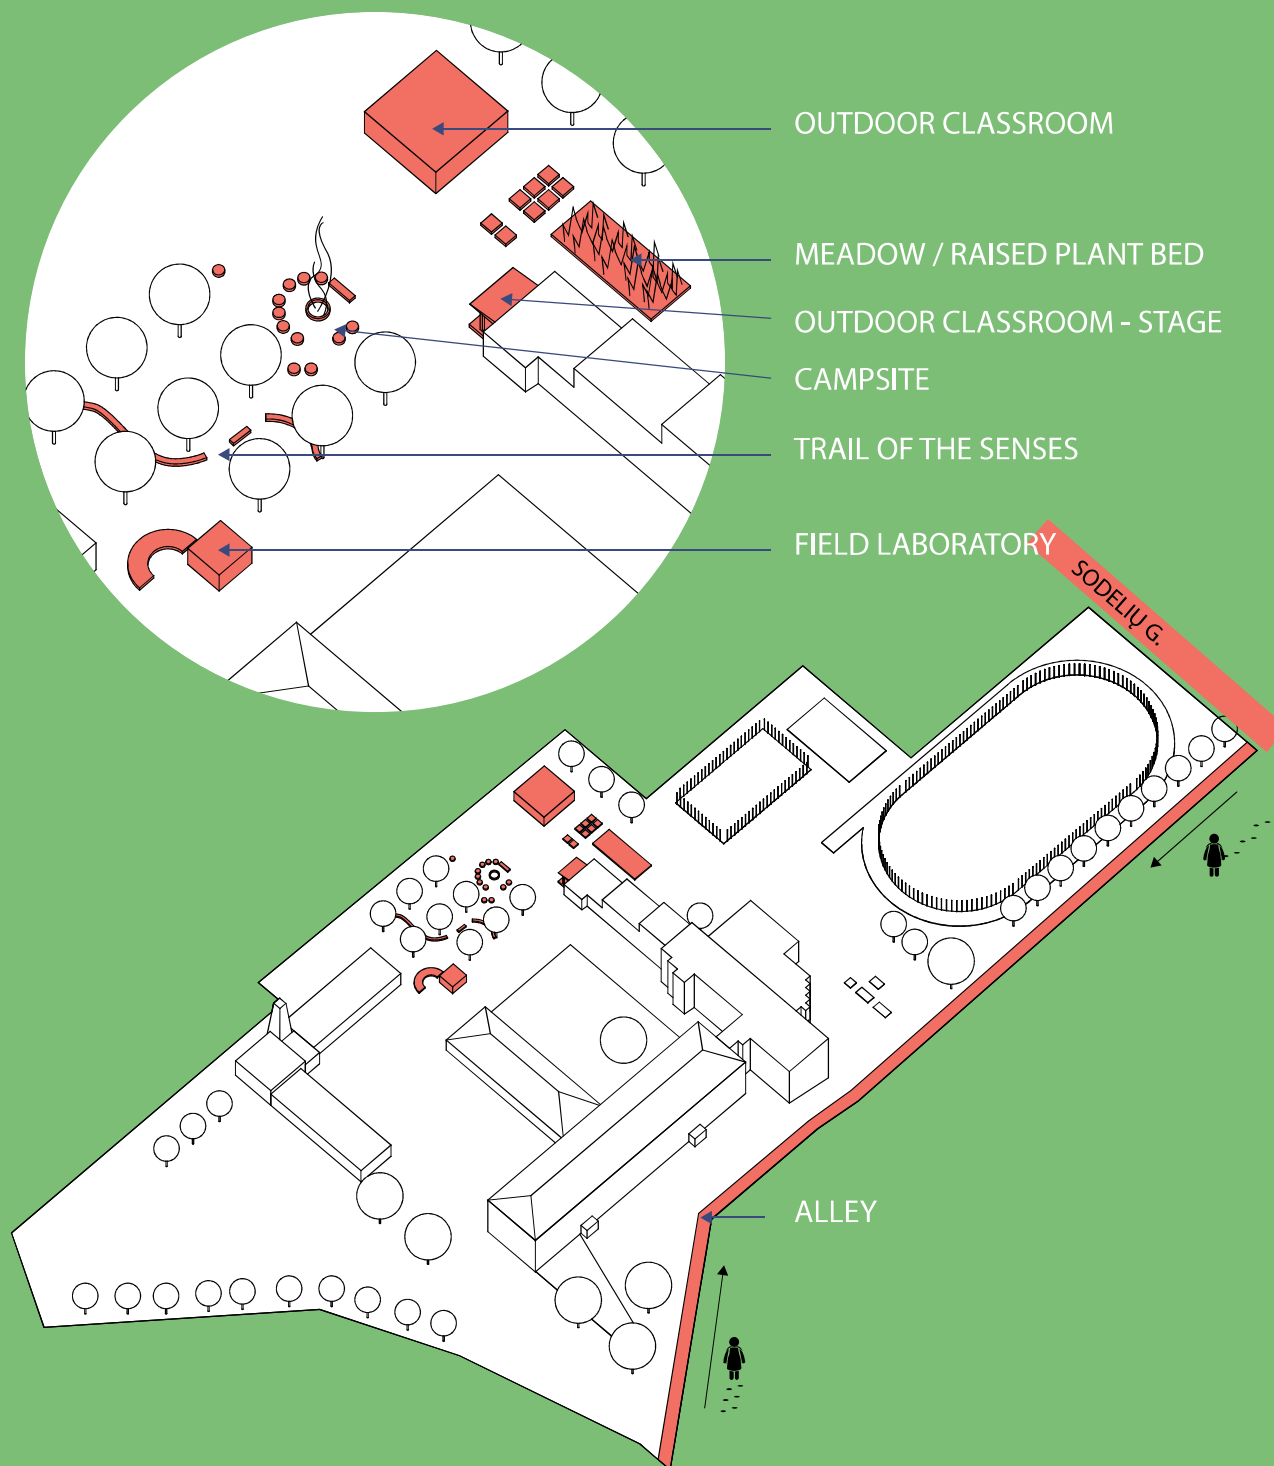 OUTDOOR CLASSROOM
MEADOW / RAISED PLANT BED
OUTDOOR CLASSROOM - STAGE
CAMPSITE
TRAIL OF THE SENSES
FIELD LABORATORY
SODELIŲ G.
ALLEY